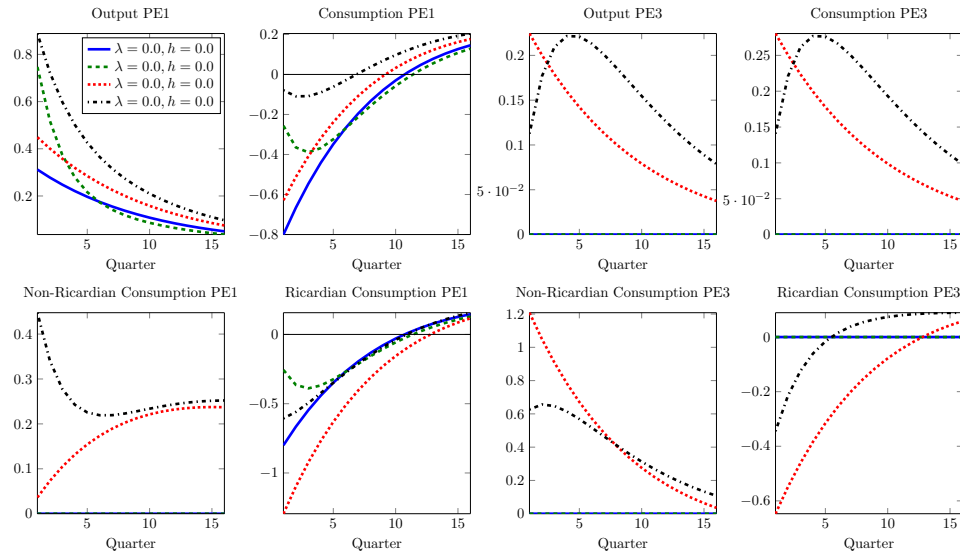 Output PE1
0.8
0.6
0.4
0.2
5
10
15
Quarter
λ = 0.0, h = 0.0
λ = 0.0, h = 0.0
λ = 0.0, h = 0.0
λ = 0.0, h = 0.0
Consumption PE1
0.2
0
−0.2
−0.4
−0.6
−0.8
5
10
15
Quarter
Output PE3
0.2
0.15
0.1
5 · 10⁻²
0
5
10
15
Quarter
Consumption PE3
0.25
0.2
0.15
0.1
5 · 10⁻²
0
5
10
15
Quarter
Non-Ricardian Consumption PE1
0.4
0.3
0.2
0.1
0
5
10
15
Quarter
Ricardian Consumption PE1
0
−0.5
−1
5
10
15
Quarter
Non-Ricardian Consumption PE3
1.2
1
0.8
0.6
0.4
0.2
0
5
10
15
Quarter
Ricardian Consumption PE3
0
−0.2
−0.4
−0.6
5
10
15
Quarter